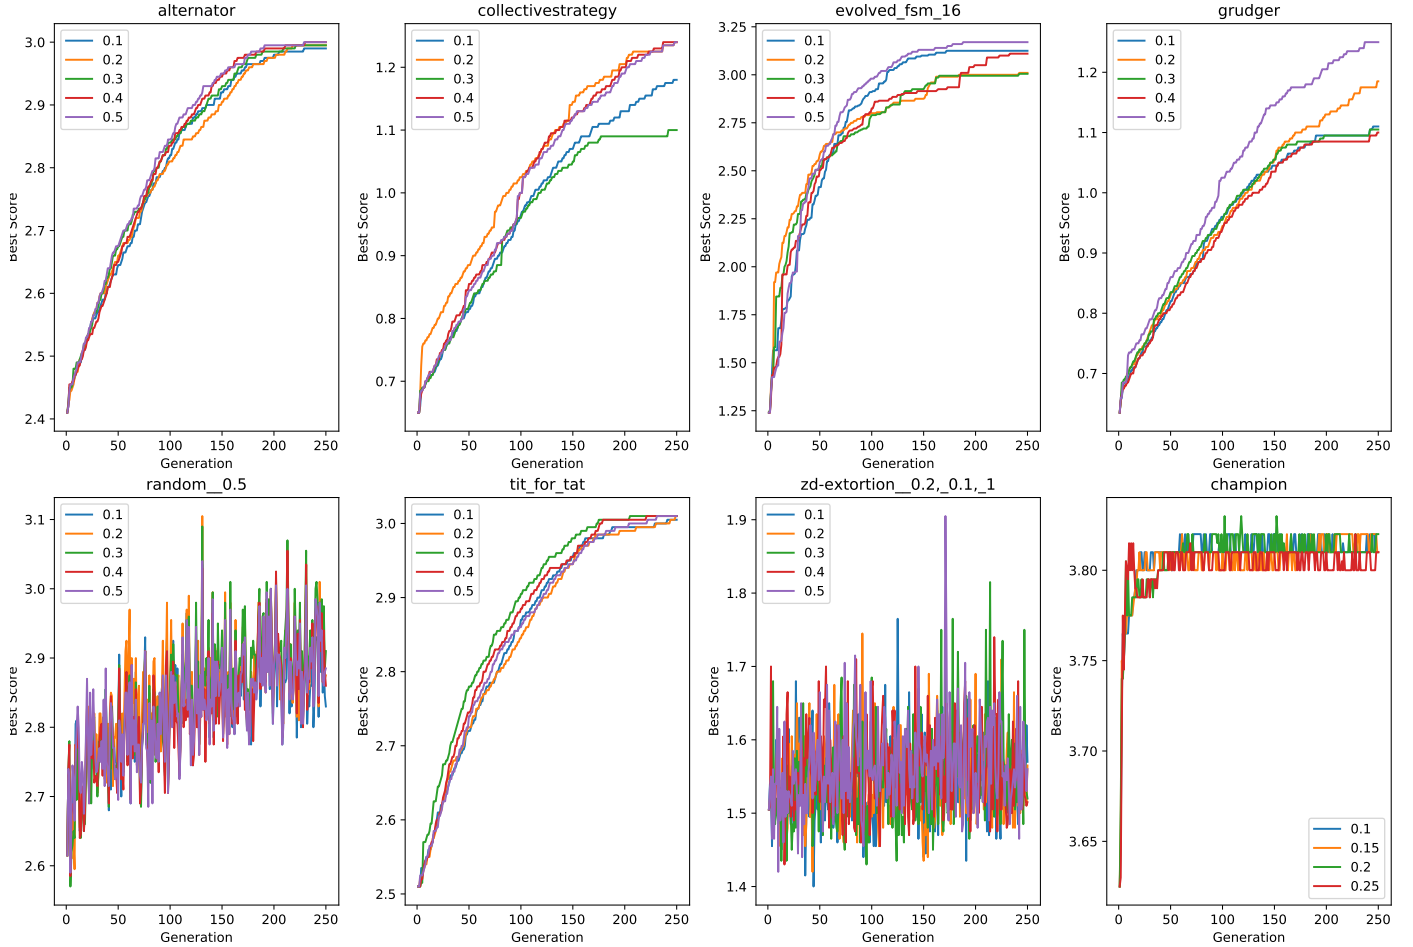 alternator
3.0
2.9
2.8
2.7
2.6
2.5
2.4
0 50 100 150 200 250
Generation
Best Score
0.1
0.2
0.3
0.4
0.5
collectivestrategy
1.2
1.1
1.0
0.9
0.8
0.7
0 50 100 150 200 250
Generation
Best Score
0.1
0.2
0.3
0.4
0.5
evolved_fsm_16
3.25
3.00
2.75
2.50
2.25
2.00
1.75
1.50
1.25
0 50 100 150 200 250
Generation
Best Score
0.1
0.2
0.3
0.4
0.5
grudger
1.2
1.1
1.0
0.9
0.8
0.7
0 50 100 150 200 250
Generation
Best Score
0.1
0.2
0.3
0.4
0.5
random__0.5
3.1
3.0
2.9
2.8
2.7
2.6
0 50 100 150 200 250
Generation
Best Score
0.1
0.2
0.3
0.4
0.5
tit_for_tat
3.0
2.9
2.8
2.7
2.6
2.5
0 50 100 150 200 250
Generation
Best Score
0.1
0.2
0.3
0.4
0.5
zd-extortion__0.2,_0.1,_1
1.9
1.8
1.7
1.6
1.5
1.4
0 50 100 150 200 250
Generation
Best Score
0.1
0.2
0.3
0.4
0.5
champion
3.80
3.75
3.70
3.65
0 50 100 150 200 250
Generation
Best Score
0.1
0.15
0.2
0.25